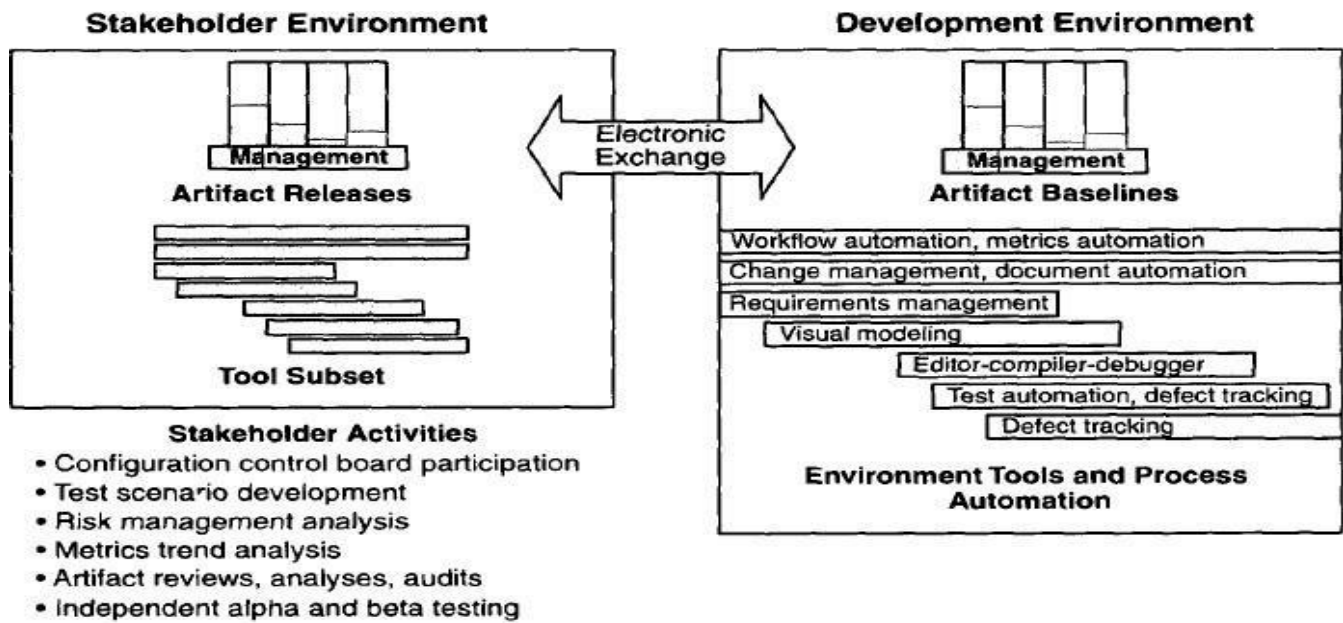 Stakeholder Environment
Management
Artifact Releases
Tool Subset
Stakeholder Activities
• Configuration control board participation
• Test scenario development
• Risk management analysis
• Metrics trend analysis
• Artifact reviews, analyses, audits
• Independent alpha and beta testing
Electronic
Exchange
Development Environment
Management
Artifact Baselines
Workflow automation, metrics automation
Change management, document automation
Requirements management
Visual modeling
Editor-compiler-debugger
Test automation, defect tracking
Defect tracking
Environment Tools and Process
Automation